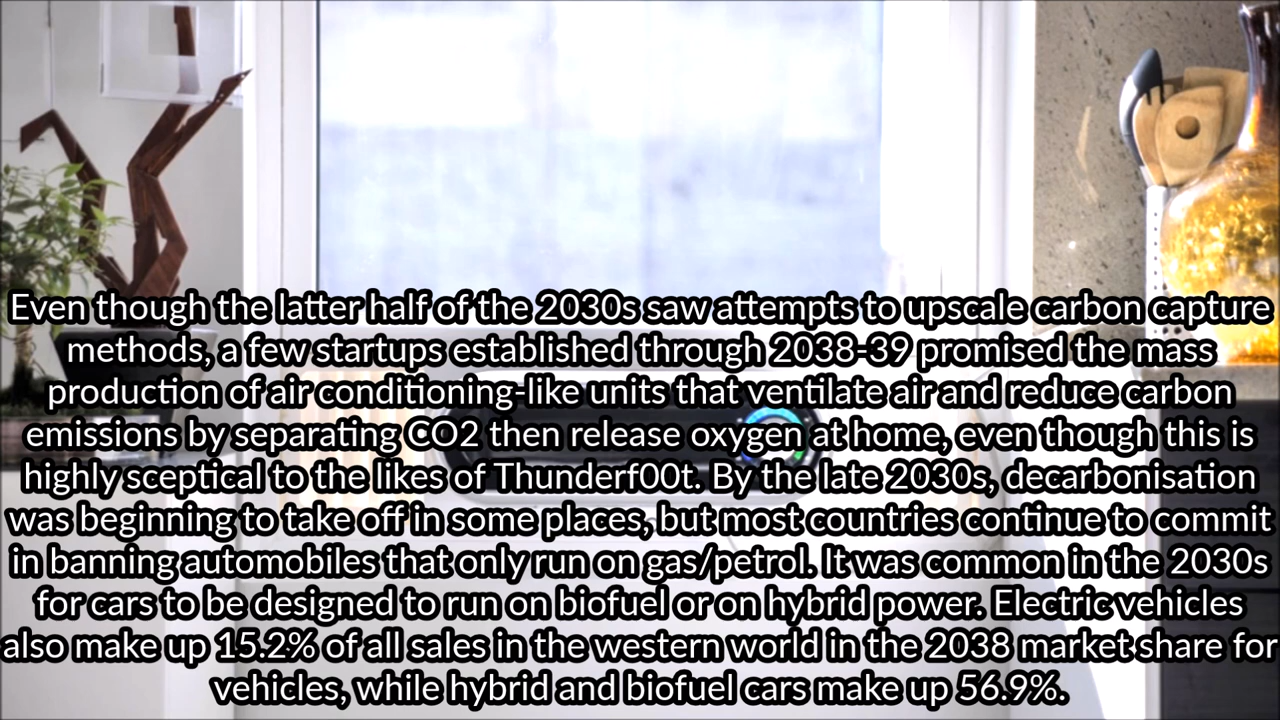 Even though the latter half of the 2030s saw attempts to upscale carbon capture
methods, a few startups established through 2038-39 promised the mass
production of air conditioning-like units that ventilate air and reduce carbon
emissions by separating CO2 then release oxygen at home, even though this is
highly sceptical to the likes of Thunderf00t. By the late 2030s, decarbonisation
was beginning to take off in some places, but most countries continue to commit
in banning automobiles that only run on gas/petrol. It was common in the 2030s
for cars to be designed to run on biofuel or on hybrid power. Electric vehicles
also make up 15.2% of all sales in the western world in the 2038 market share for
vehicles, while hybrid and biofuel cars make up 56.9%.